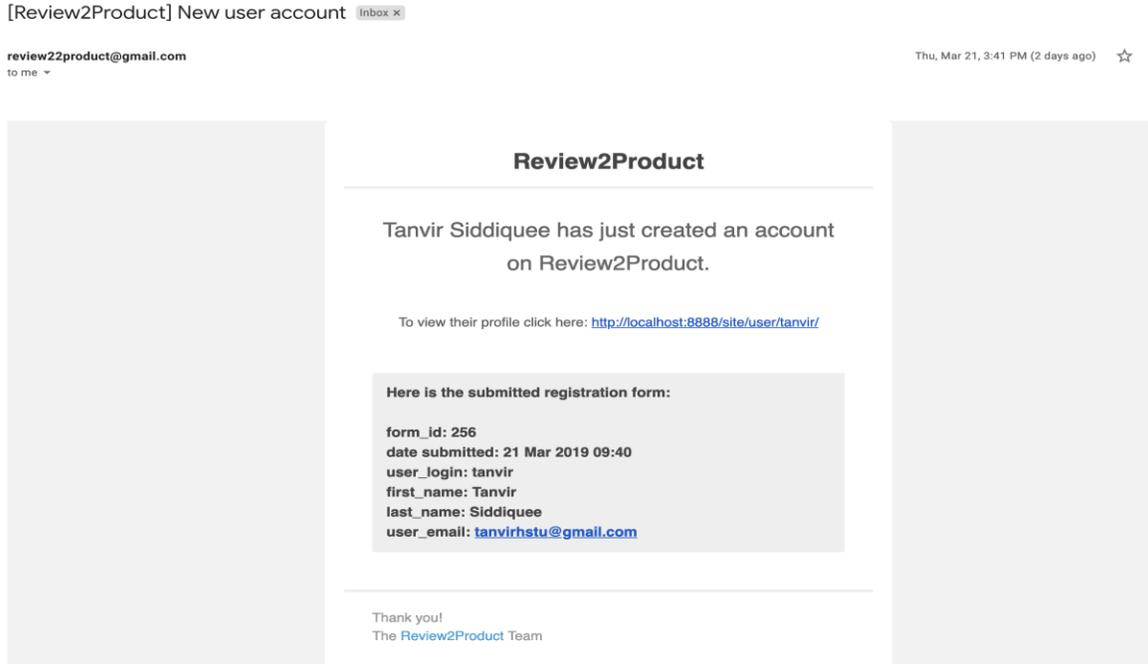 [Review2Product] New user account Inbox ×
review22product@gmail.com
Thu, Mar 21, 3:41 PM (2 days ago)
to me
Review2Product
Tanvir Siddiquee has just created an account
on Review2Product.
To view their profile click here: http://localhost:8888/site/user/tanvir/
Here is the submitted registration form:
form_id: 256
date submitted: 21 Mar 2019 09:40
user_login: tanvir
first_name: Tanvir
last_name: Siddiquee
user_email: tanvirhstu@gmail.com
Thank you!
The Review2Product Team